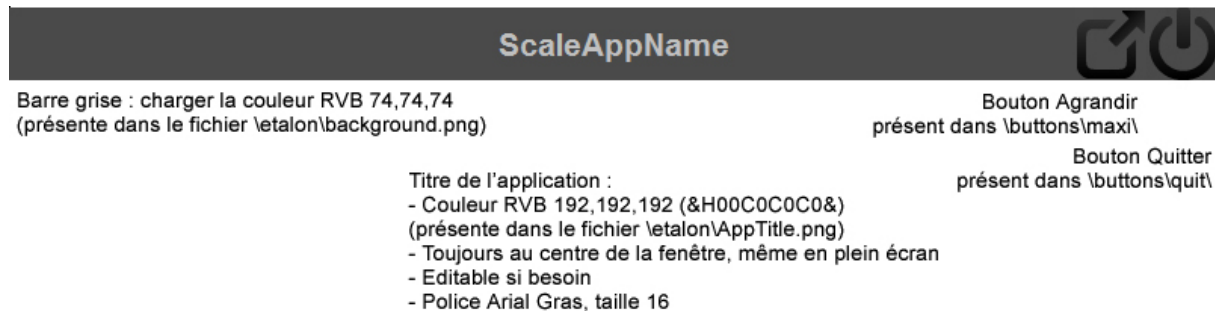 ScaleAppName
Barre grise : charger la couleur RVB 74,74,74
(présente dans le fichier \etalon\background.png)
Bouton Agrandir
présent dans \buttons\maxi\
Bouton Quitter
présent dans \buttons\quit\
Titre de l'application :
- Couleur RVB 192,192,192 (&H00C0C0C0&)
(présente dans le fichier \etalon\AppTitle.png)
- Toujours au centre de la fenêtre, même en plein écran
- Editable si besoin
- Police Arial Gras, taille 16